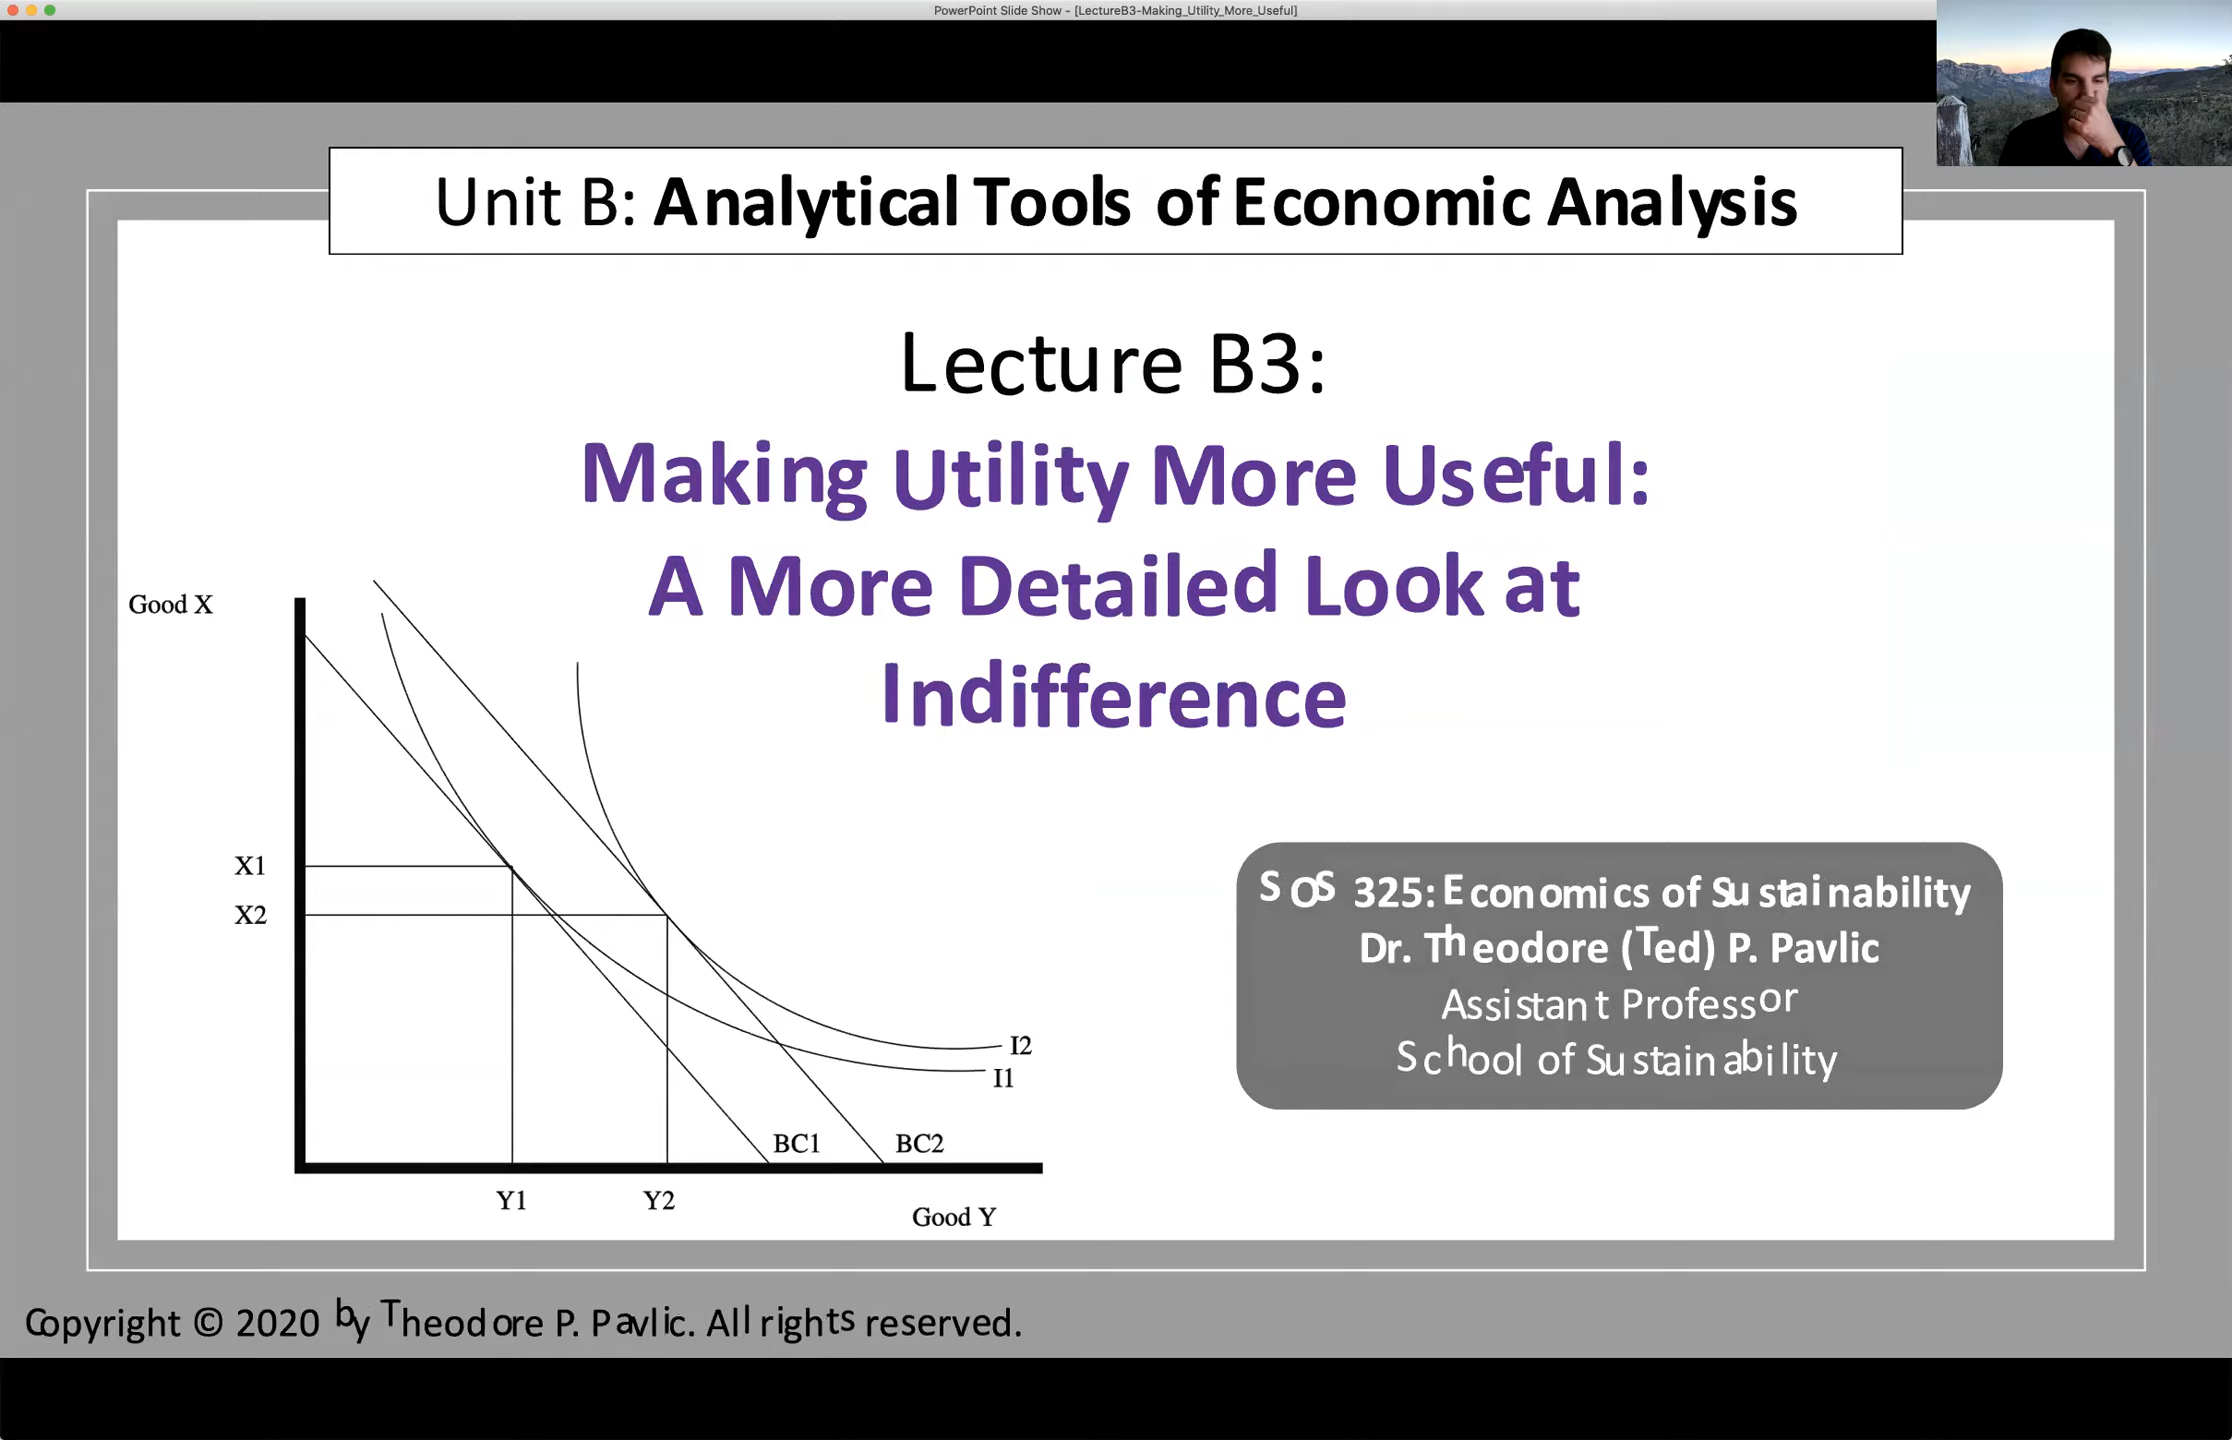 PowerPoint Slide Show - [LectureB3-Making_Utility_More_Useful]
Unit B: Analytical Tools of Economic Analysis
Lecture B3:
Making Utility More Useful:
A More Detailed Look at
Indifference
Good X
X1
X2
I2
I1
BC1
BC2
Y1
Y2
Good Y
SOS 325: Economics of Sustainability
Dr. Theodore (Ted) P. Pavlic
Assistant Professor
School of Sustainability
Copyright © 2020 by Theodore P. Pavlic. All rights reserved.